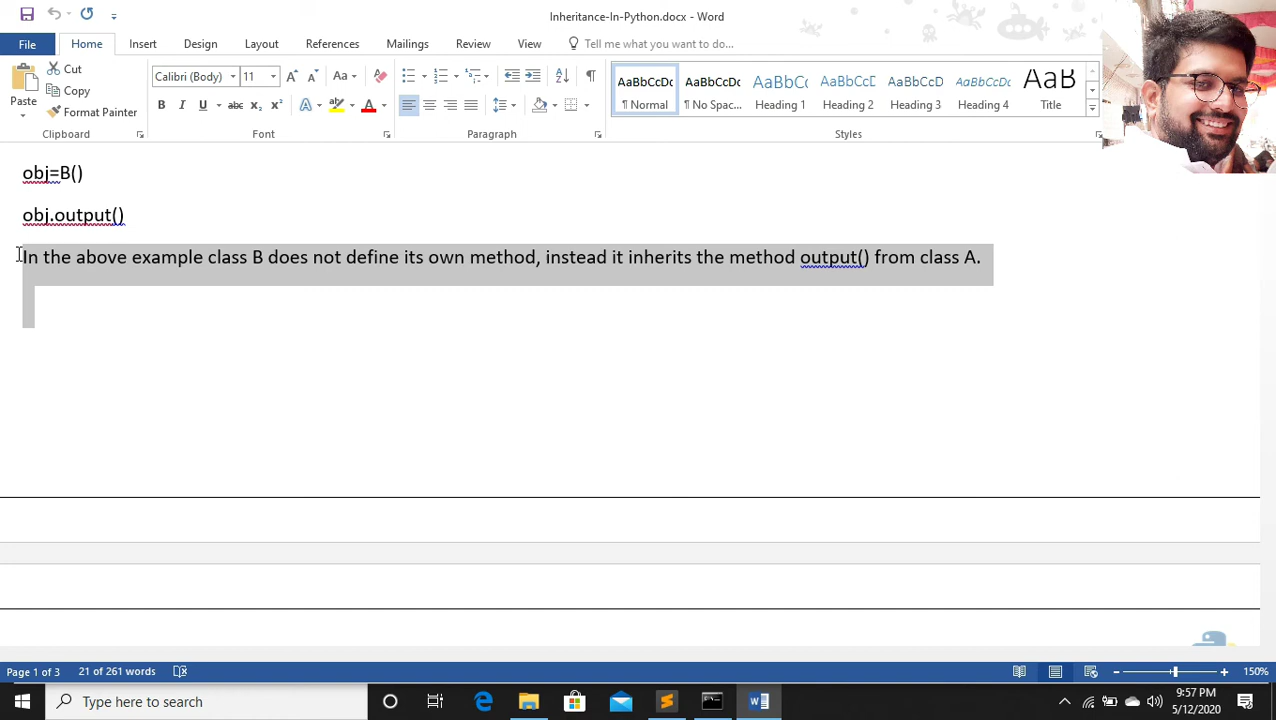 Inheritance-In-Python.docx - Word
File Home Insert Design Layout References Mailings Review View Tell me what you want to do...
Paste Cut Copy Format Painter
Calibri (Body) 11
Clipboard Font Paragraph Styles
AaBbCcDc ¶ Normal
AaBbCcDc ¶ No Spac...
AaBbCc Heading 1
AaBbCcD Heading 2
AaBbCcDc Heading 3
AaBbCcDc Heading 4
AaB Title
obj=B()
obj.output()
In the above example class B does not define its own method, instead it inherits the method output() from class A.
Page 1 of 3 21 of 261 words 150%
Type here to search
9:57 PM
5/12/2020